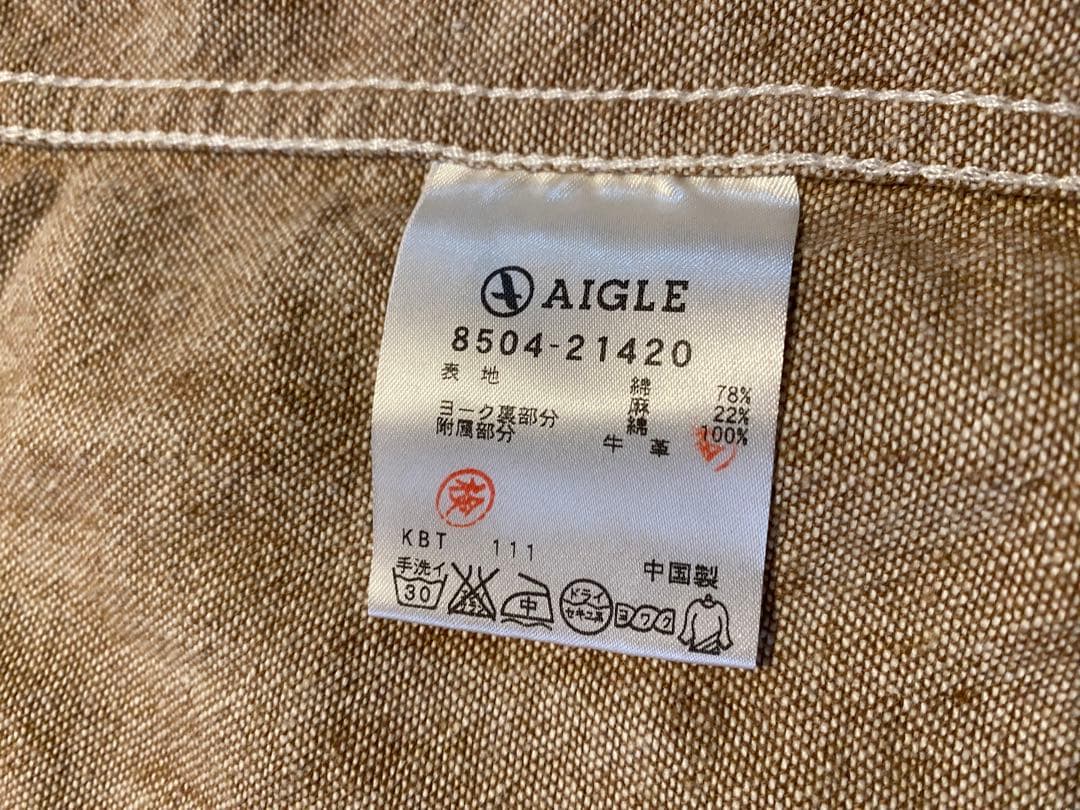 AIGLE
8504-21420
表 地 綿 78%
麻 22%
ヨーク裏部分 綿 100%
附属部分 牛 革
検
KBT 111
中国製
手洗イ
30
中
ドライ
セキユ系
ヨワク